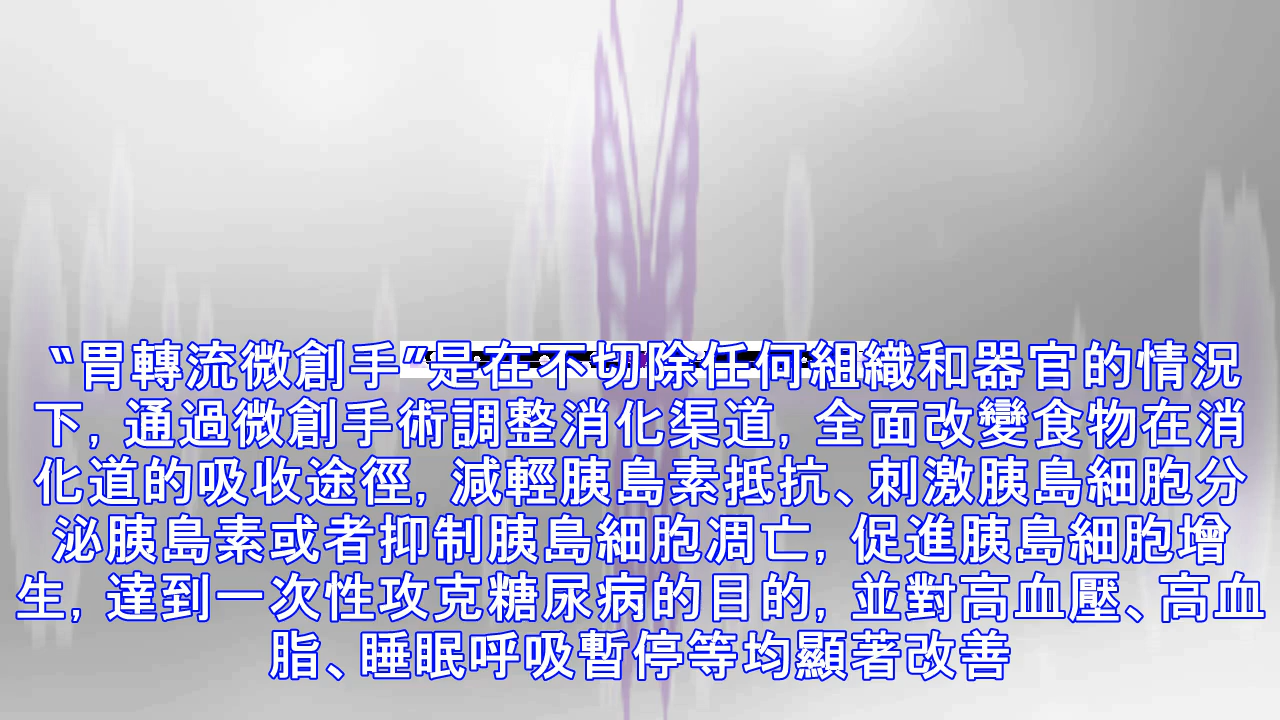 “胃轉流微創手”是在不切除任何組織和器官的情況
下, 通過微創手術調整消化渠道, 全面改變食物在消
化道的吸收途徑, 減輕胰島素抵抗、刺激胰島細胞分
泌胰島素或者抑制胰島細胞凋亡, 促進胰島細胞增
生, 達到一次性攻克糖尿病的目的, 並對高血壓、高血
脂、睡眠呼吸暫停等均顯著改善